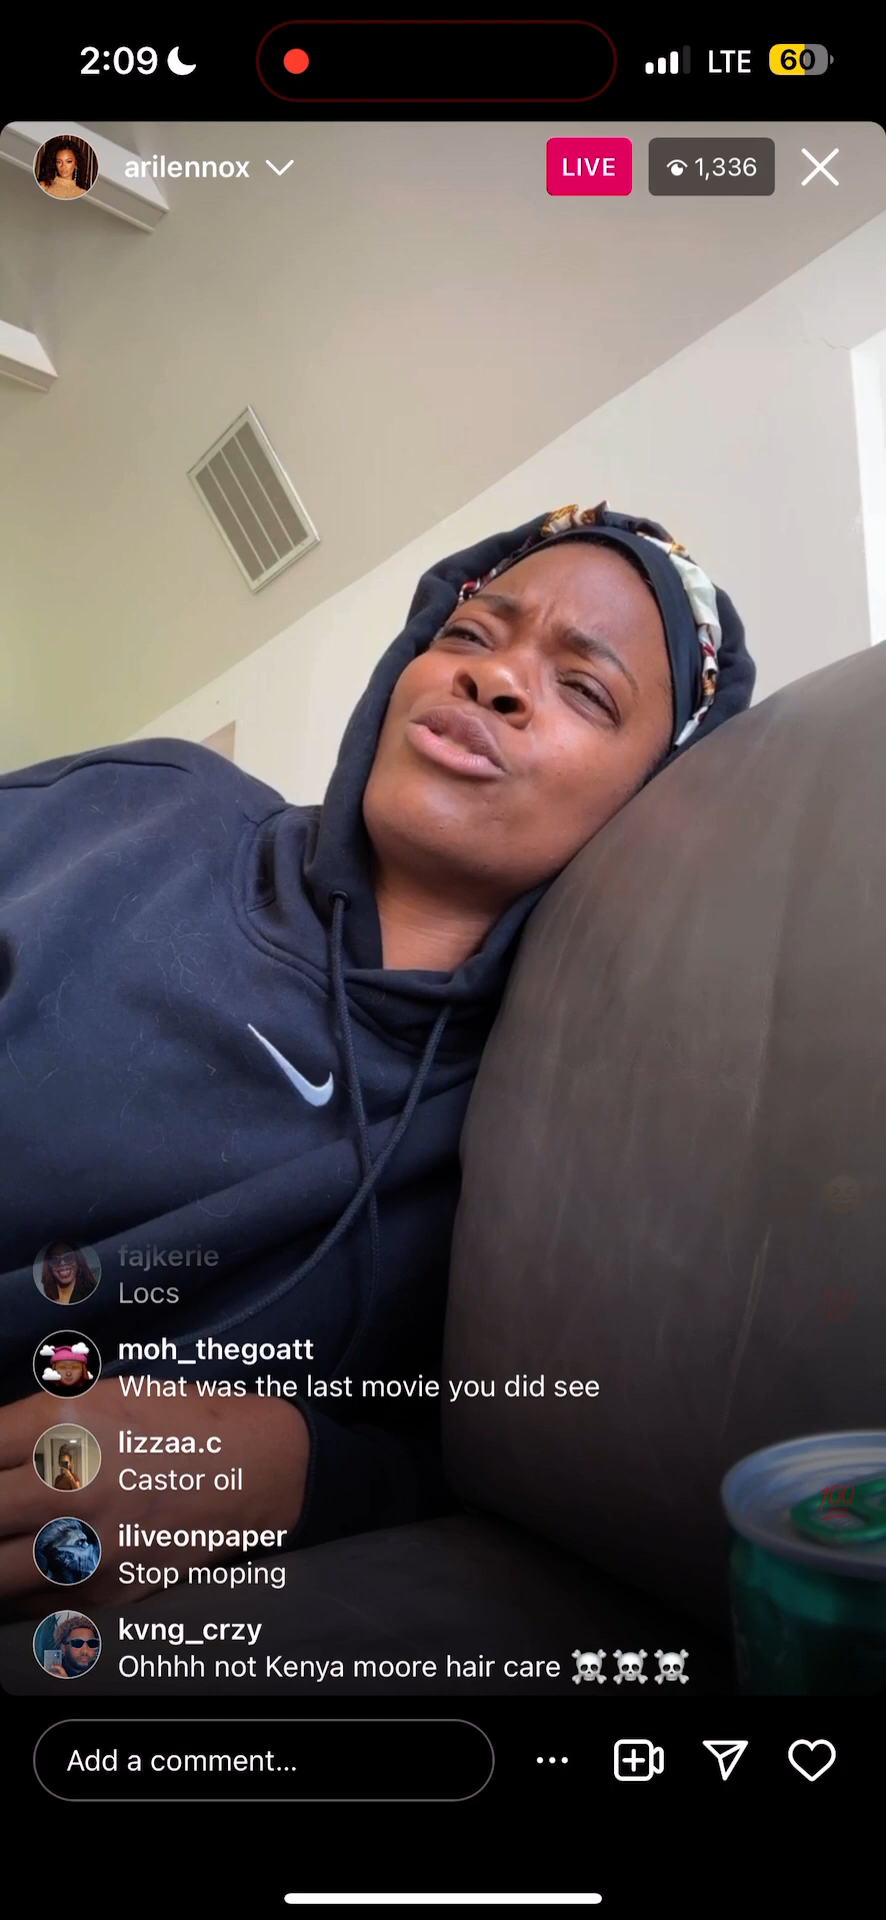 2:09
LTE
60
arilennox
LIVE
1,336
fajkerie
Locs
moh_thegoatt
What was the last movie you did see
lizzaa.c
Castor oil
iliveonpaper
Stop moping
kvng_crzy
Ohhhh not Kenya moore hair care ☠️☠️☠️
Add a comment...